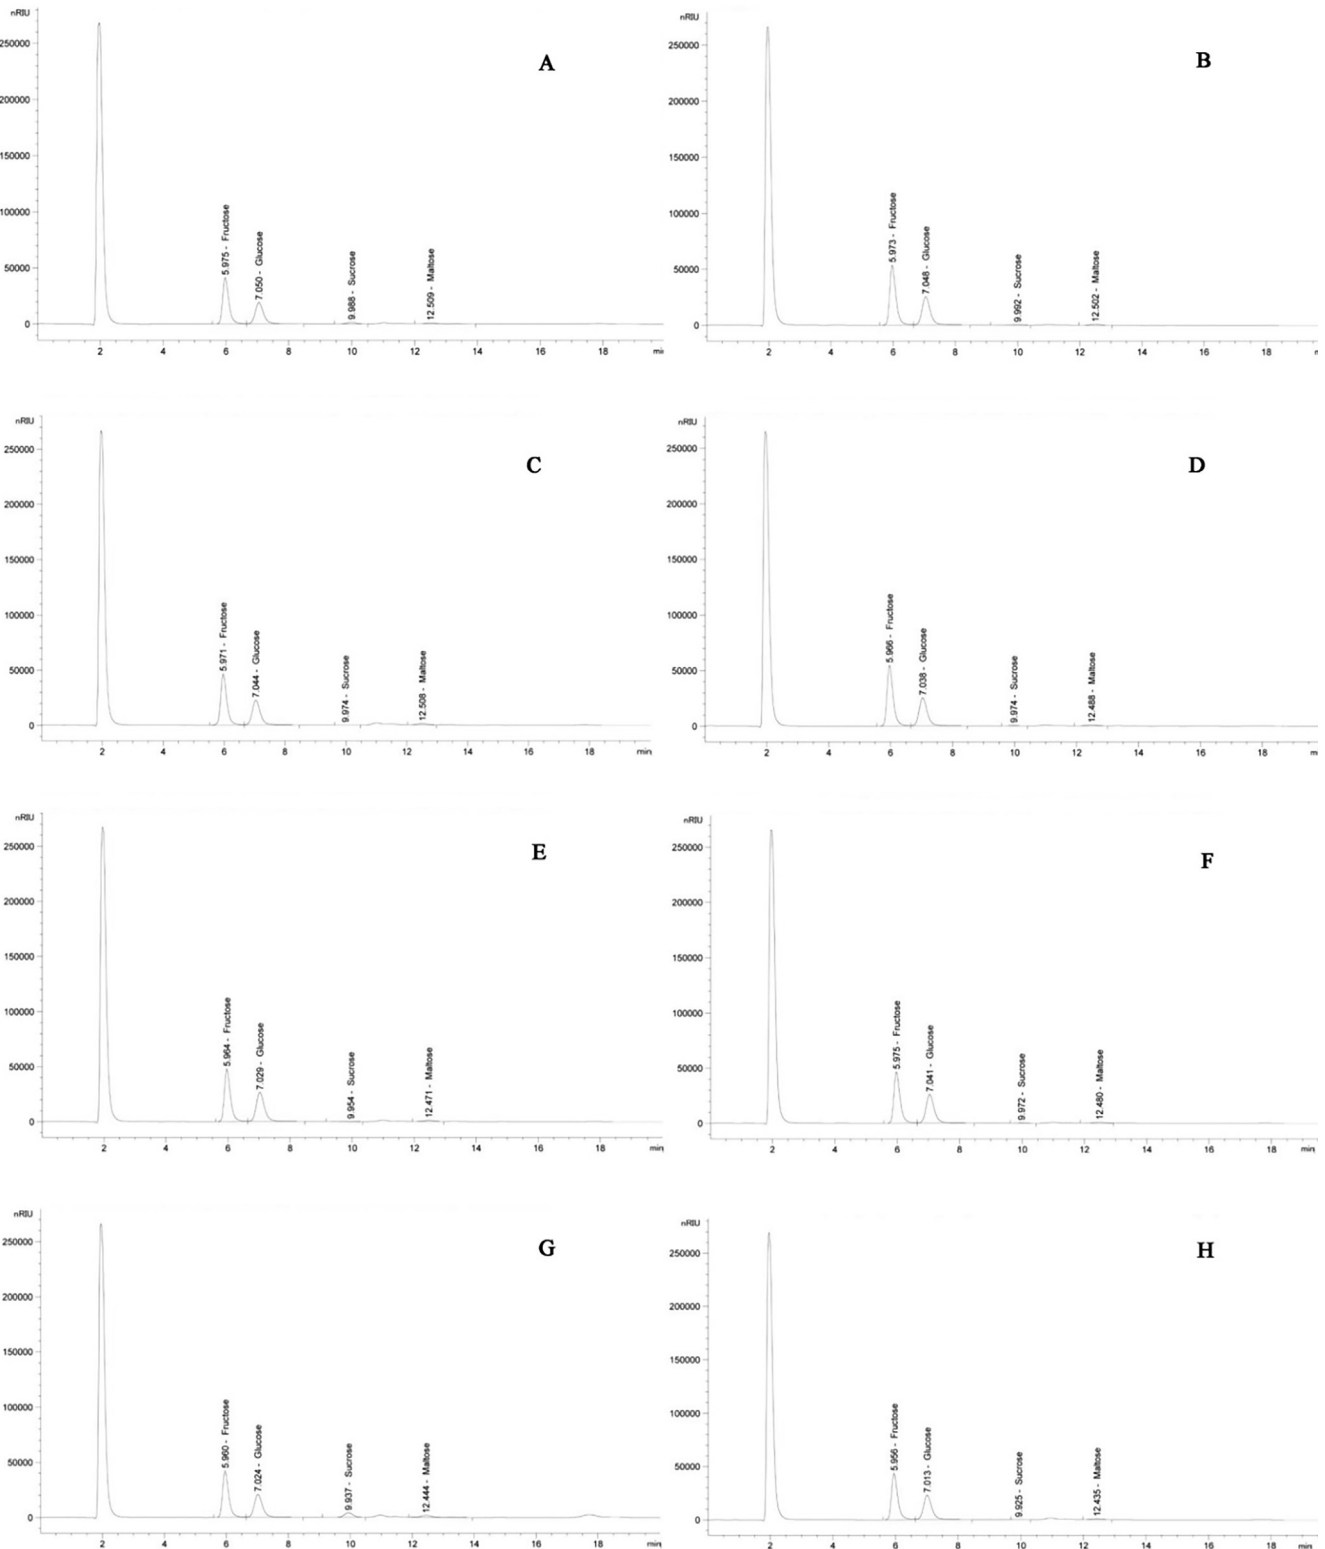 nRIU
A
250000
200000
150000
100000
50000
0
5.975 - Fructose
7.050 - Glucose
9.988 - Sucrose
12.509 - Maltose
2 4 6 8 10 12 14 16 18 min
nRIU
B
250000
200000
150000
100000
50000
0
5.973 - Fructose
7.048 - Glucose
9.992 - Sucrose
12.502 - Maltose
2 4 6 8 10 12 14 16 18
nRIU
C
250000
200000
150000
100000
50000
0
5.971 - Fructose
7.044 - Glucose
9.974 - Sucrose
12.508 - Maltose
2 4 6 8 10 12 14 16 18 min
nRIU
D
250000
200000
150000
100000
50000
0
5.966 - Fructose
7.038 - Glucose
9.974 - Sucrose
12.488 - Maltose
2 4 6 8 10 12 14 16 18
nRIU
E
250000
200000
150000
100000
50000
0
5.964 - Fructose
7.029 - Glucose
9.954 - Sucrose
12.471 - Maltose
2 4 6 8 10 12 14 16 18 min
nRIU
F
250000
200000
150000
100000
50000
0
5.975 - Fructose
7.041 - Glucose
9.972 - Sucrose
12.480 - Maltose
2 4 6 8 10 12 14 16 18 min
nRIU
G
250000
200000
150000
100000
50000
0
5.960 - Fructose
7.024 - Glucose
9.937 - Sucrose
12.444 - Maltose
2 4 6 8 10 12 14 16 18 min
nRIU
H
250000
200000
150000
100000
50000
0
5.956 - Fructose
7.013 - Glucose
9.925 - Sucrose
12.435 - Maltose
2 4 6 8 10 12 14 16 18 min